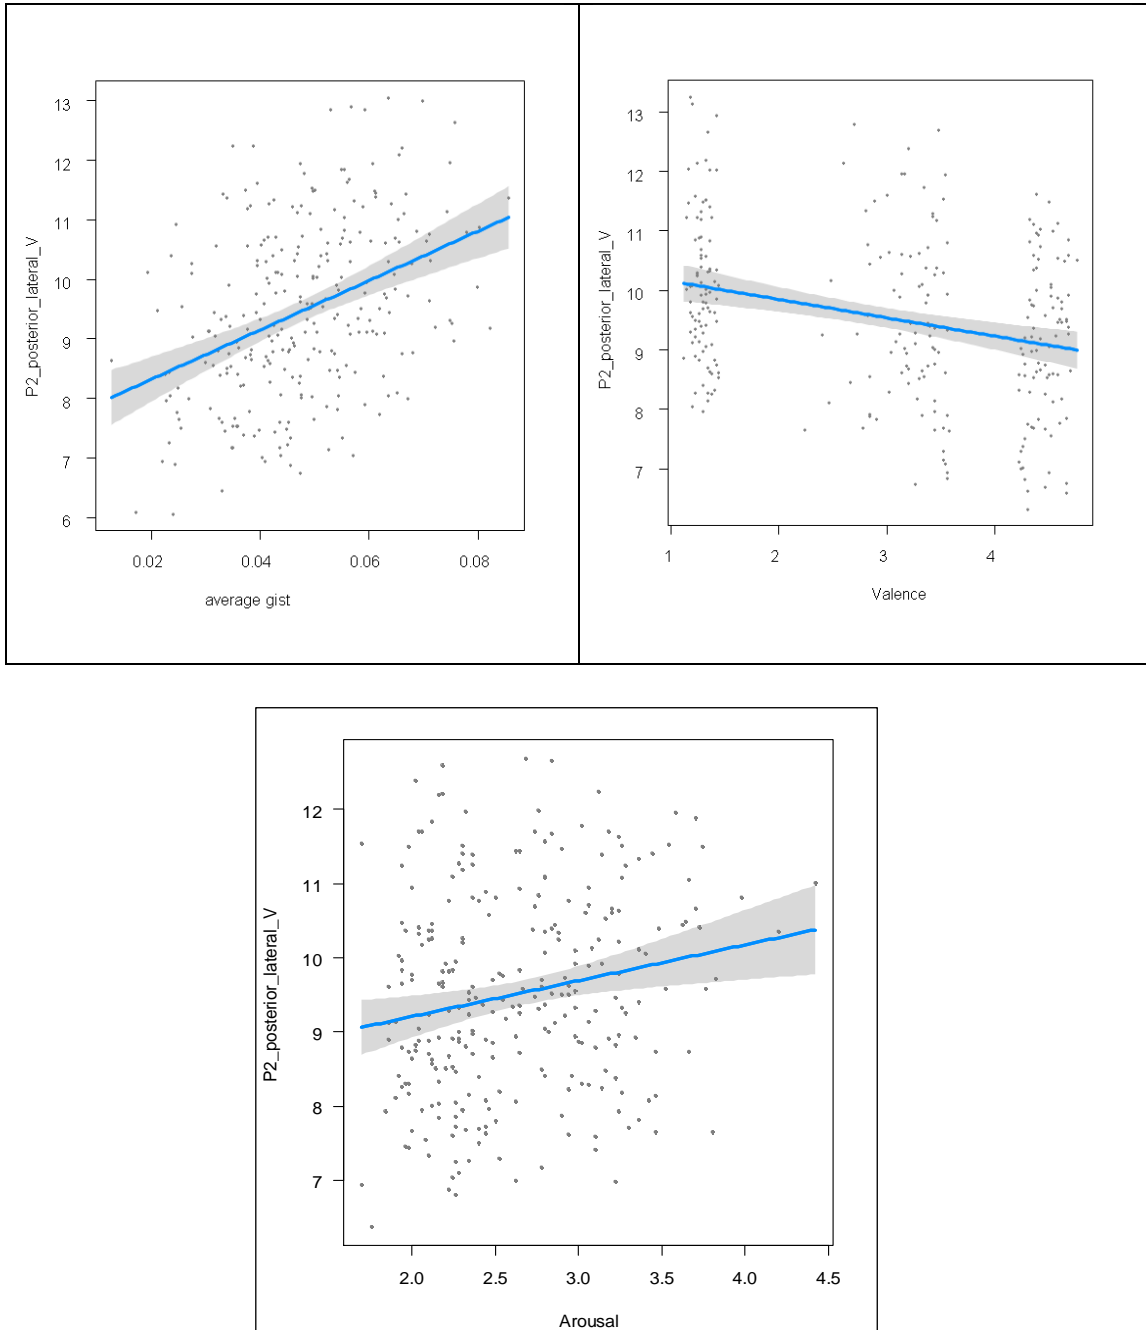 13
12
11
10
9
8
7
6
P2_posterior_lateral_V
0.02 0.04 0.06 0.08
average gist
13
12
11
10
9
8
7
P2_posterior_lateral_V
1 2 3 4
Valence
12
11
10
9
8
7
P2_posterior_lateral_V
2.0 2.5 3.0 3.5 4.0 4.5
Arousal